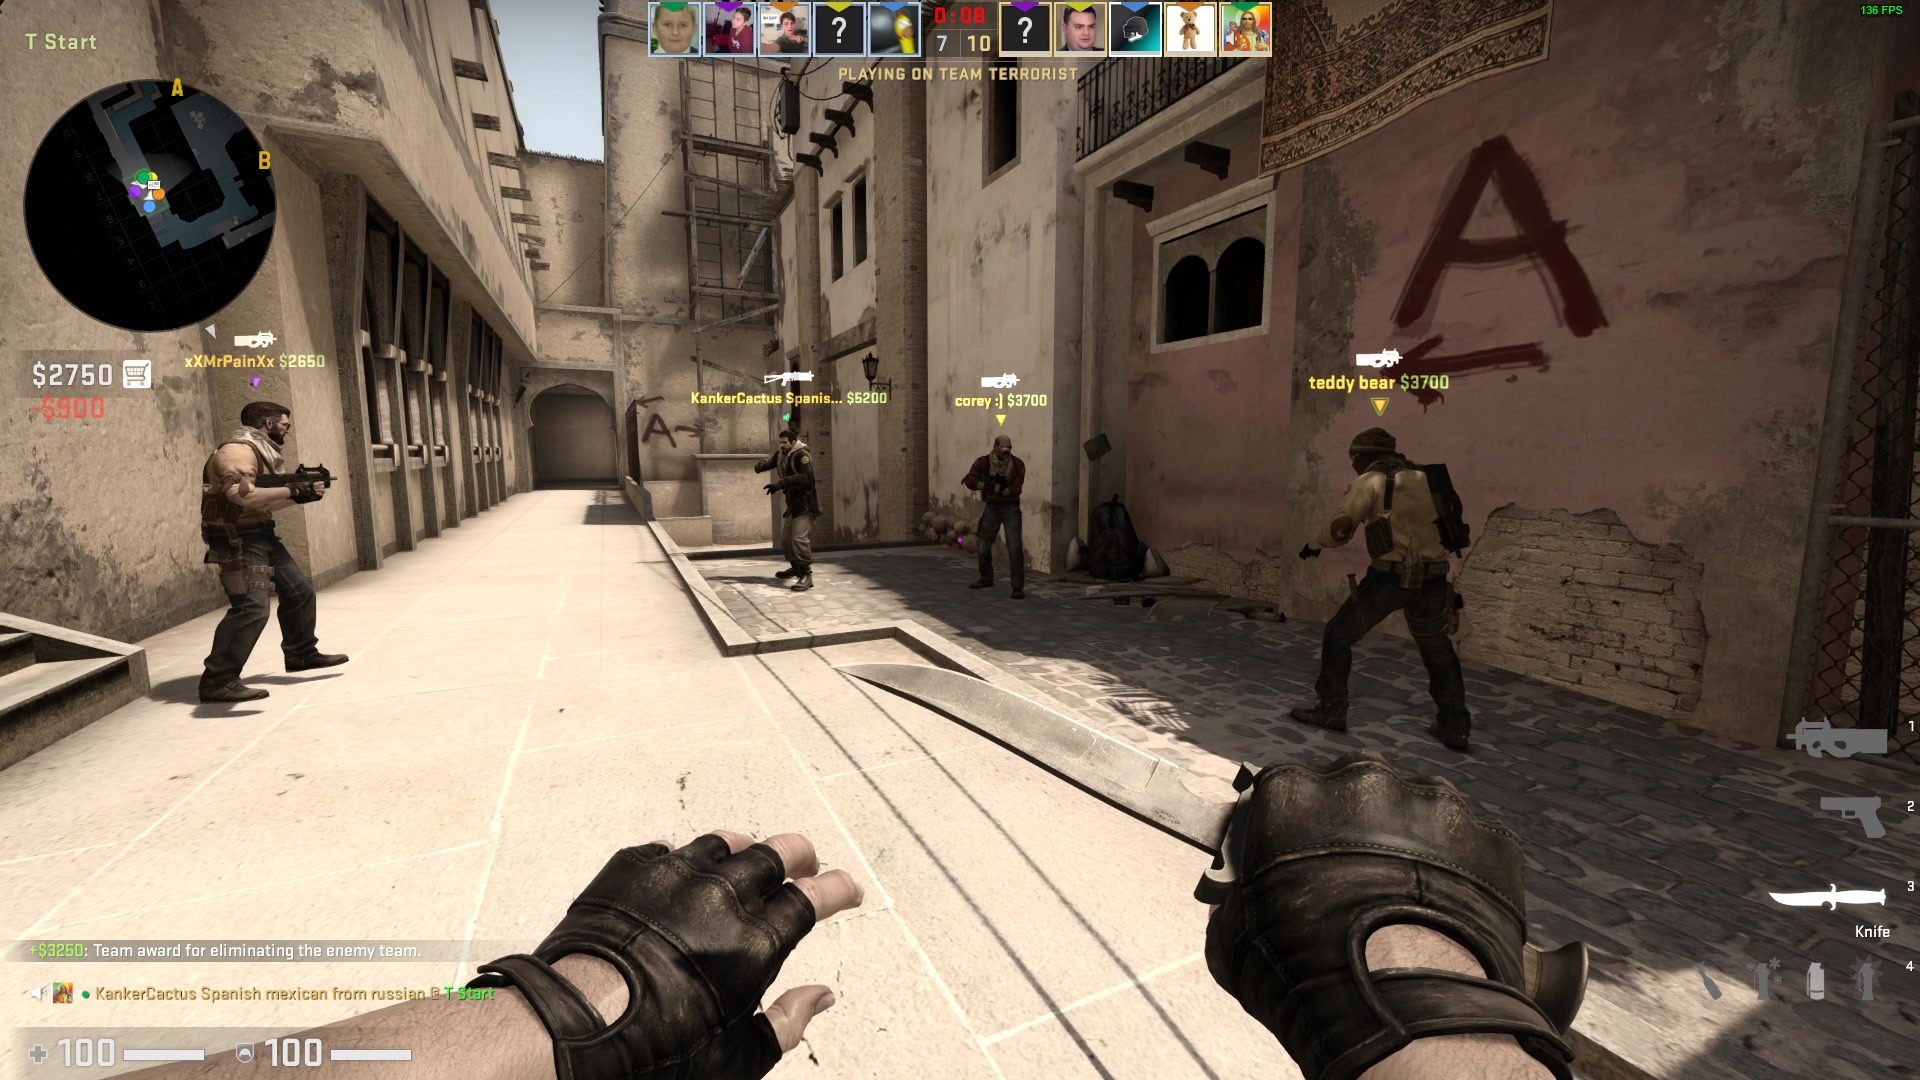 136 FPS
T Start
0:08
? 7 10 ?
PLAYING ON TEAM TERRORIST
A
B
A
$2750
-$900
xXMrPainXx $2650
KankerCactus Spanis... $5200
corey :) $3700
teddy bear $3700
A
1
2
3
Knife
4
+$3250: Team award for eliminating the enemy team.
KankerCactus Spanish mexican from russian @ T Start
100 100